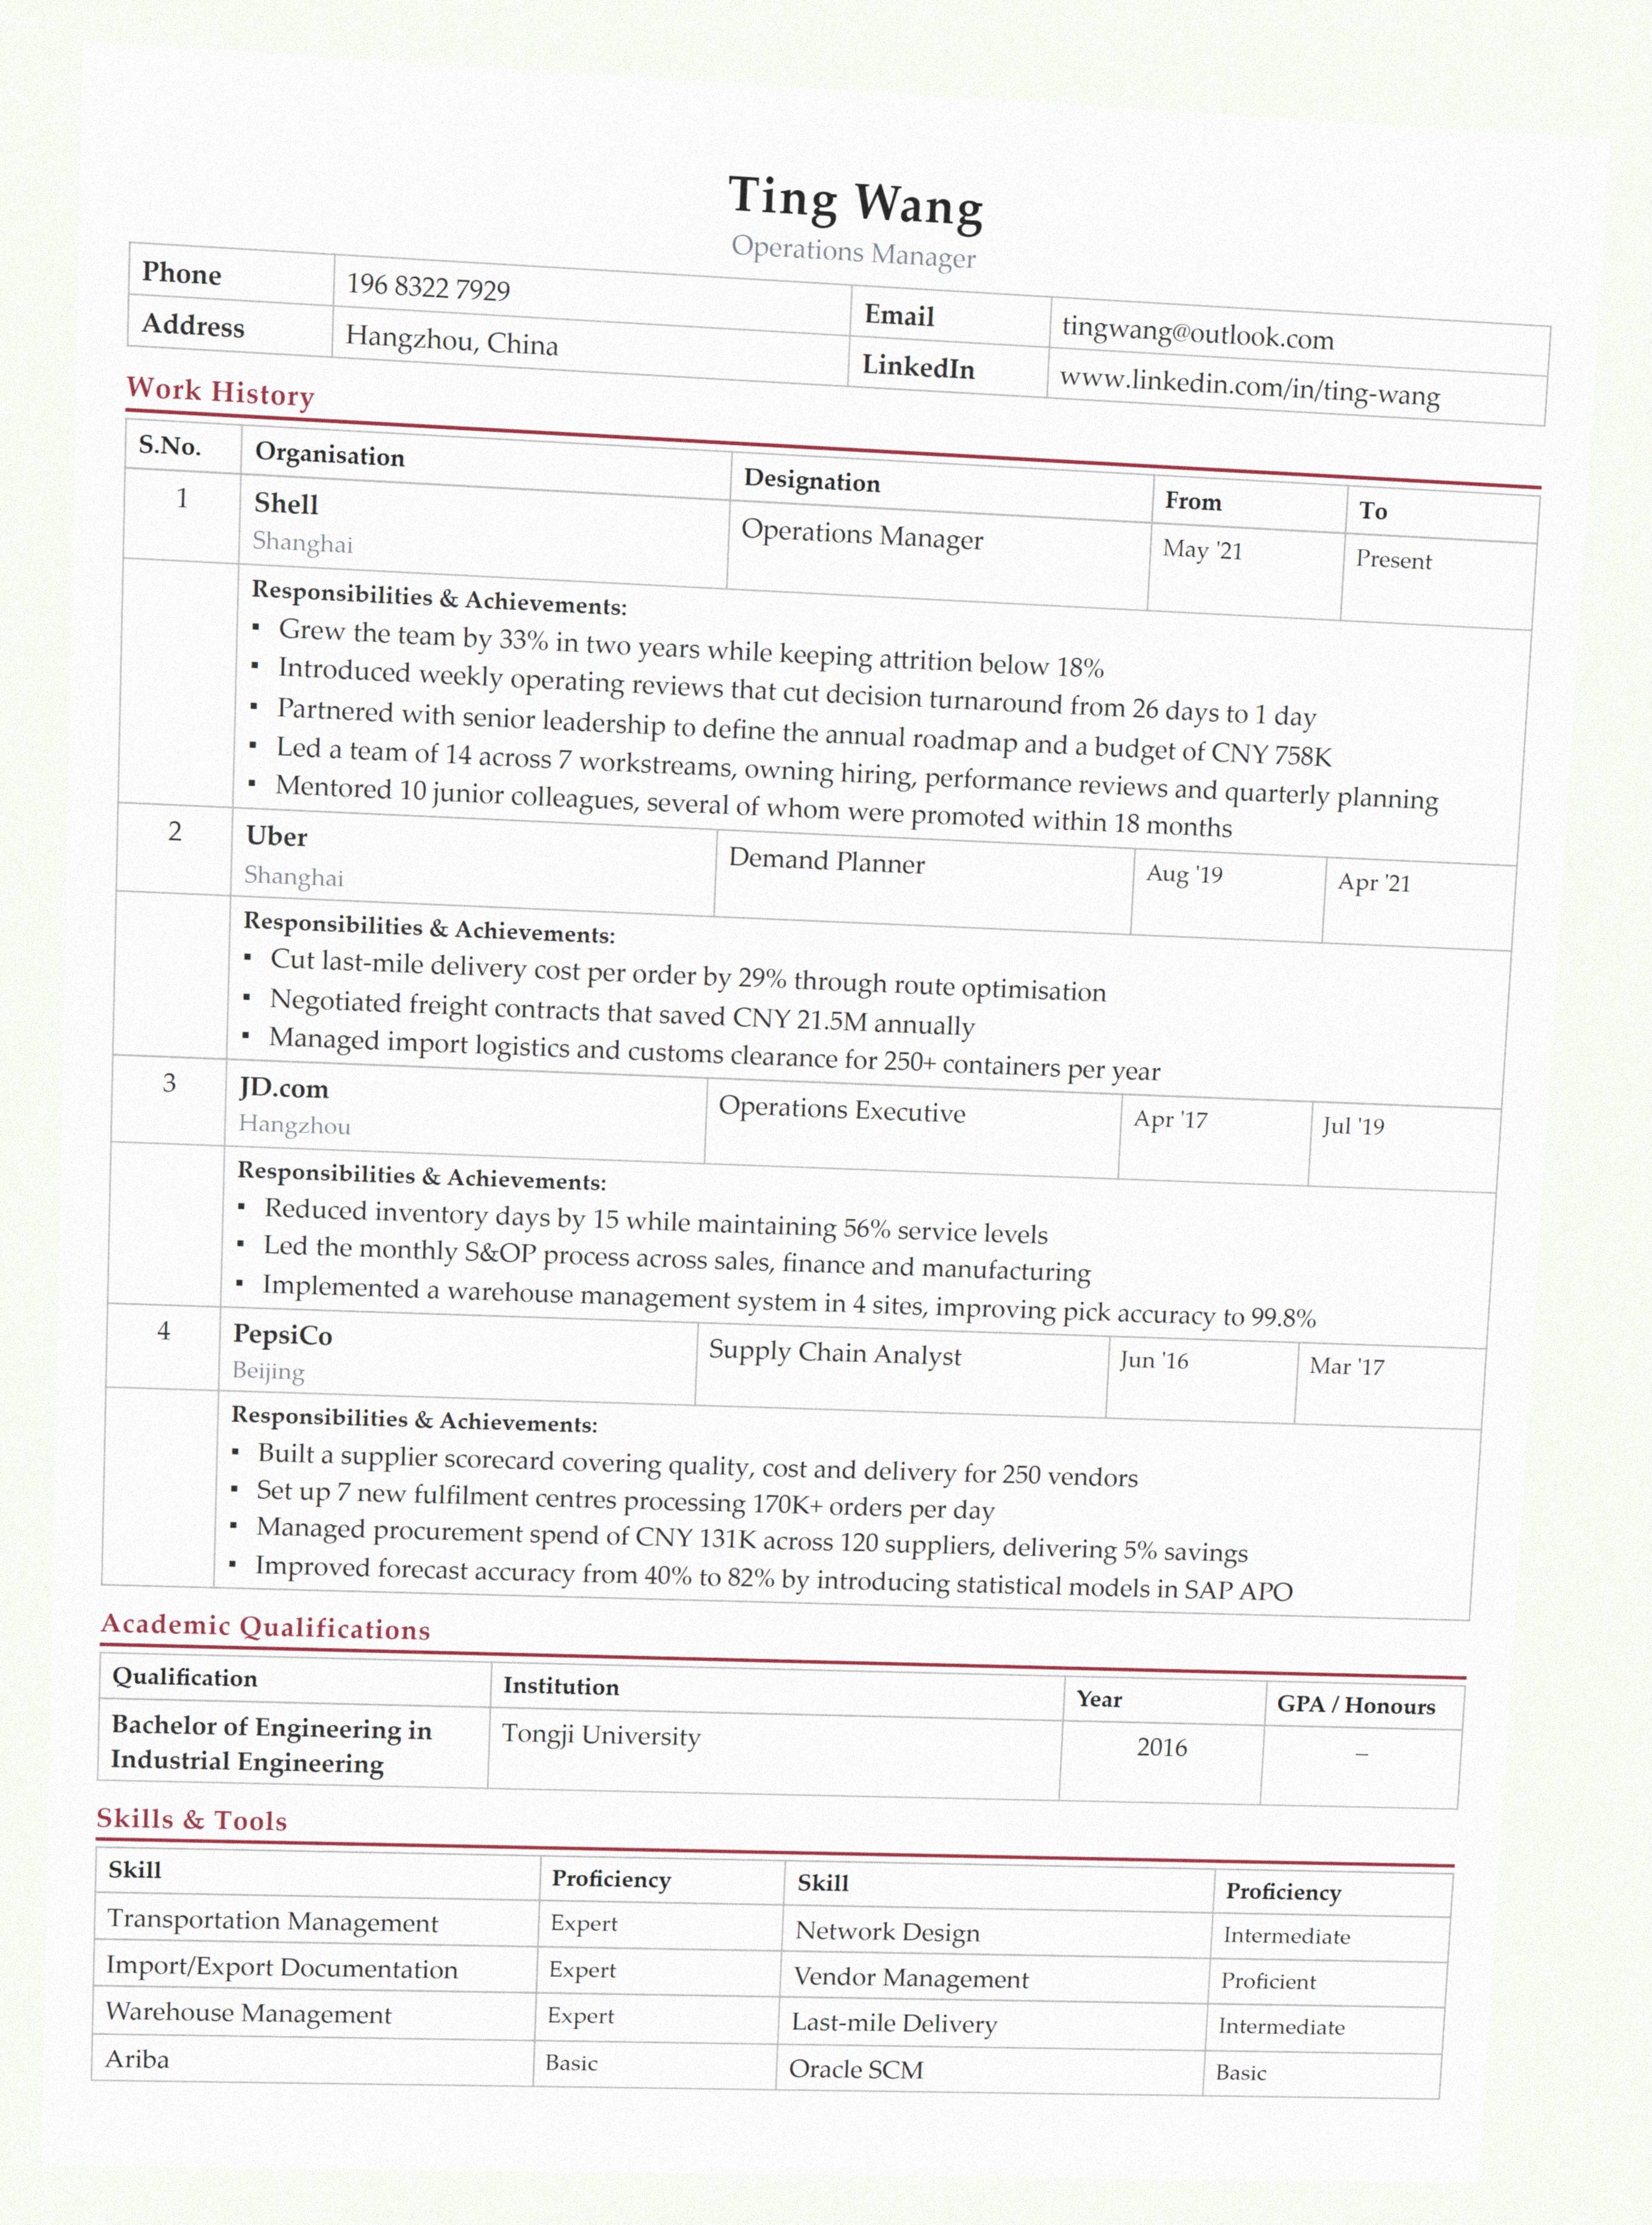 Ting Wang
Operations Manager
Phone 196 8322 7929 Email tingwang@outlook.com
Address Hangzhou, China LinkedIn www.linkedin.com/in/ting-wang
Work History
S.No. Organisation Designation From To
1 Shell Operations Manager May '21 Present
Shanghai
Responsibilities & Achievements:
▪ Grew the team by 33% in two years while keeping attrition below 18%
▪ Introduced weekly operating reviews that cut decision turnaround from 26 days to 1 day
▪ Partnered with senior leadership to define the annual roadmap and a budget of CNY 758K
▪ Led a team of 14 across 7 workstreams, owning hiring, performance reviews and quarterly planning
▪ Mentored 10 junior colleagues, several of whom were promoted within 18 months
2 Uber Demand Planner Aug '19 Apr '21
Shanghai
Responsibilities & Achievements:
▪ Cut last-mile delivery cost per order by 29% through route optimisation
▪ Negotiated freight contracts that saved CNY 21.5M annually
▪ Managed import logistics and customs clearance for 250+ containers per year
3 JD.com Operations Executive Apr '17 Jul '19
Hangzhou
Responsibilities & Achievements:
▪ Reduced inventory days by 15 while maintaining 56% service levels
▪ Led the monthly S&OP process across sales, finance and manufacturing
▪ Implemented a warehouse management system in 4 sites, improving pick accuracy to 99.8%
4 PepsiCo Supply Chain Analyst Jun '16 Mar '17
Beijing
Responsibilities & Achievements:
▪ Built a supplier scorecard covering quality, cost and delivery for 250 vendors
▪ Set up 7 new fulfilment centres processing 170K+ orders per day
▪ Managed procurement spend of CNY 131K across 120 suppliers, delivering 5% savings
▪ Improved forecast accuracy from 40% to 82% by introducing statistical models in SAP APO
Academic Qualifications
Qualification Institution Year GPA / Honours
Bachelor of Engineering in Tongji University 2016 –
Industrial Engineering
Skills & Tools
Skill Proficiency Skill Proficiency
Transportation Management Expert Network Design Intermediate
Import/Export Documentation Expert Vendor Management Proficient
Warehouse Management Expert Last-mile Delivery Intermediate
Ariba Basic Oracle SCM Basic